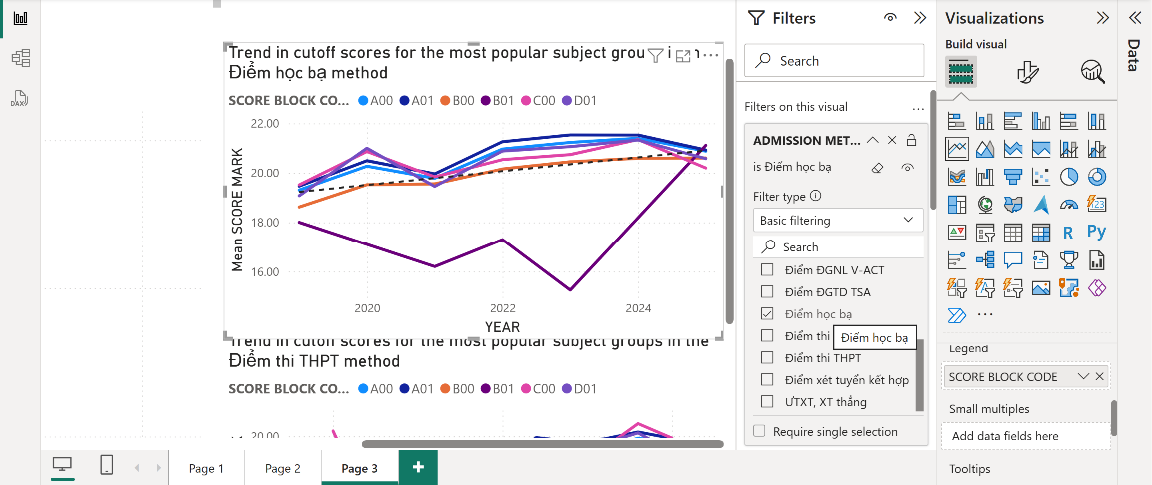 Trend in cutoff scores for the most popular subject grou
Điểm học bạ method
SCORE BLOCK CO... A00 A01 B00 B01 C00 D01
22.00
20.00
18.00
16.00
Mean SCORE MARK
2020 2022 2024
YEAR
Trend in cutoff scores for the most popular subject groups in the
Điểm thi THPT method
SCORE BLOCK CO... A00 A01 B00 B01 C00 D01
20.00
DAX
Page 1 Page 2 Page 3 +
Filters
Search
Filters on this visual ...
ADMISSION MET...
is Điểm học bạ
Filter type
Basic filtering
Search
Điểm ĐGNL V-ACT
Điểm ĐGTD TSA
Điểm học bạ
Điểm thi
Điểm học bạ
Điểm thi THPT
Điểm xét tuyển kết hợp
ƯTXT, XT thẳng
Require single selection
Visualizations
Build visual
123
R Py
...
Legend
SCORE BLOCK CODE
Small multiples
Add data fields here
Tooltips
Data